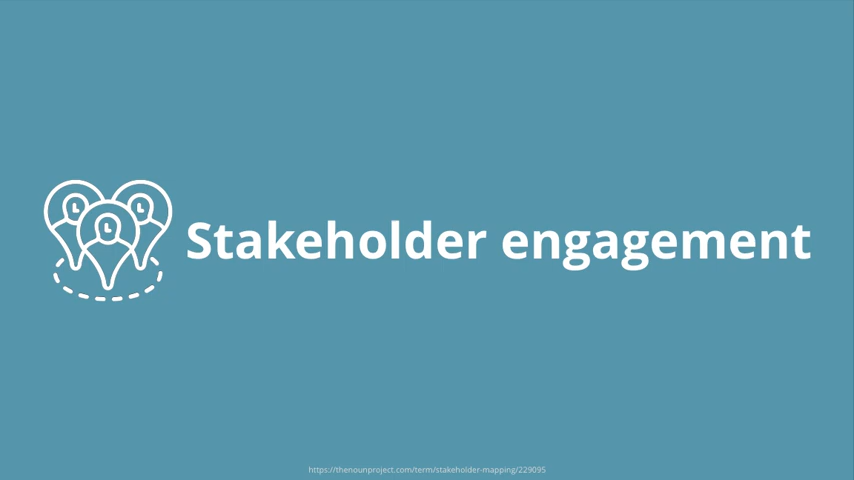 Stakeholder engagement
https://thenounproject.com/term/stakeholder-mapping/229095